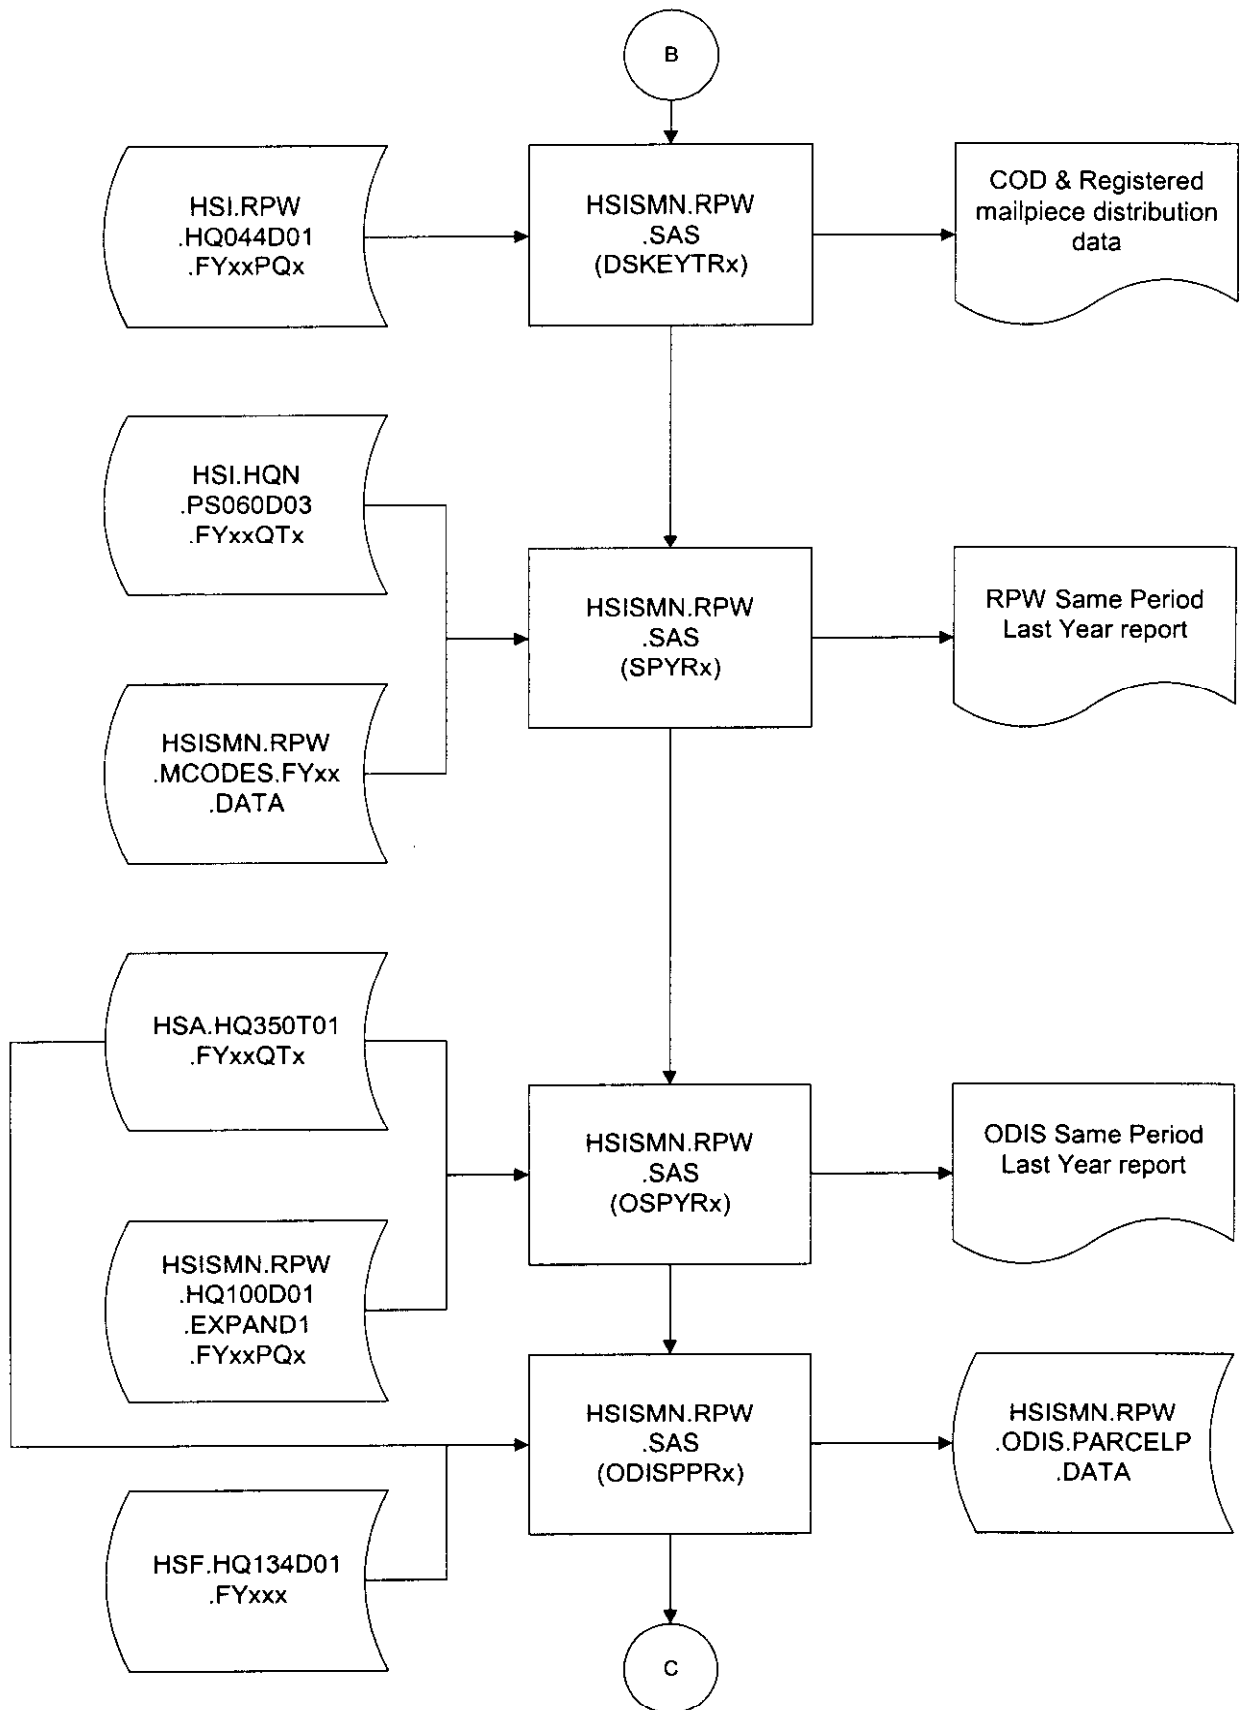 B
HSI.RPW
.HQ044D01
.FYxxPQx
HSISMN.RPW
.SAS
(DSKEYTRx)
COD & Registered
mailpiece distribution
data
HSI.HQN
.PS060D03
.FYxxQTx
HSISMN.RPW
.SAS
(SPYRx)
RPW Same Period
Last Year report
HSISMN.RPW
.MCODES.FYxx
.DATA
HSA.HQ350T01
.FYxxQTx
HSISMN.RPW
.SAS
(OSPYRx)
ODIS Same Period
Last Year report
HSISMN.RPW
.HQ100D01
.EXPAND1
.FYxxPQx
HSISMN.RPW
.SAS
(ODISPPRx)
HSISMN.RPW
.ODIS.PARCELP
.DATA
HSF.HQ134D01
.FYxxx
C